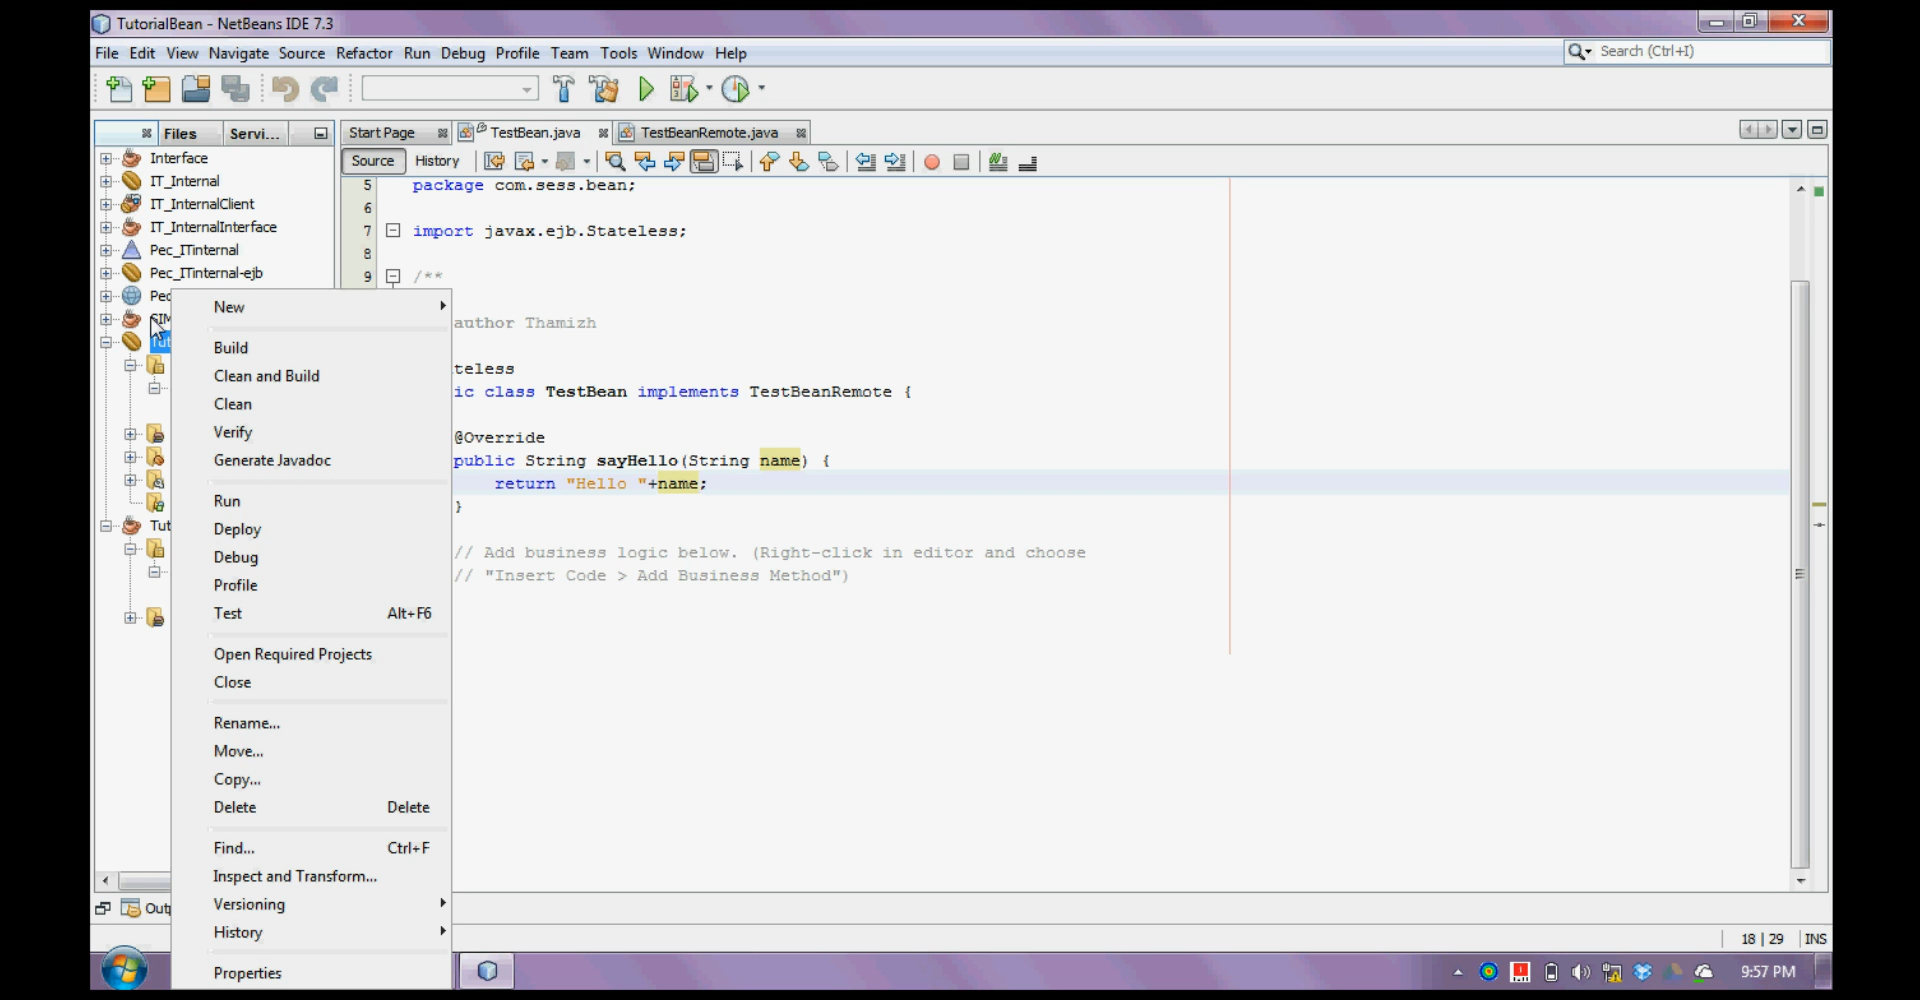 TutorialBean - NetBeans IDE 7.3
File Edit View Navigate Source Refactor Run Debug Profile Team Tools Window Help
Search (Ctrl+I)
Files Servi...
Start Page TestBean.java TestBeanRemote.java
Source History
Interface
IT_Internal
IT_InternalClient
IT_InternalInterface
Pec_ITinternal
Pec_ITinternal-ejb
Pec
SIM
Tut
Tut
Outp
New
Build
Clean and Build
Clean
Verify
Generate Javadoc
Run
Deploy
Debug
Profile
Test Alt+F6
Open Required Projects
Close
Rename...
Move...
Copy...
Delete Delete
Find... Ctrl+F
Inspect and Transform...
Versioning
History
Properties
5 package com.sess.bean;
6
7 import javax.ejb.Stateless;
8
9 /**
author Thamizh
teless
ic class TestBean implements TestBeanRemote {
@Override
public String sayHello(String name) {
return "Hello "+name;
}
// Add business logic below. (Right-click in editor and choose
// "Insert Code > Add Business Method")
18 | 29 INS
9:57 PM